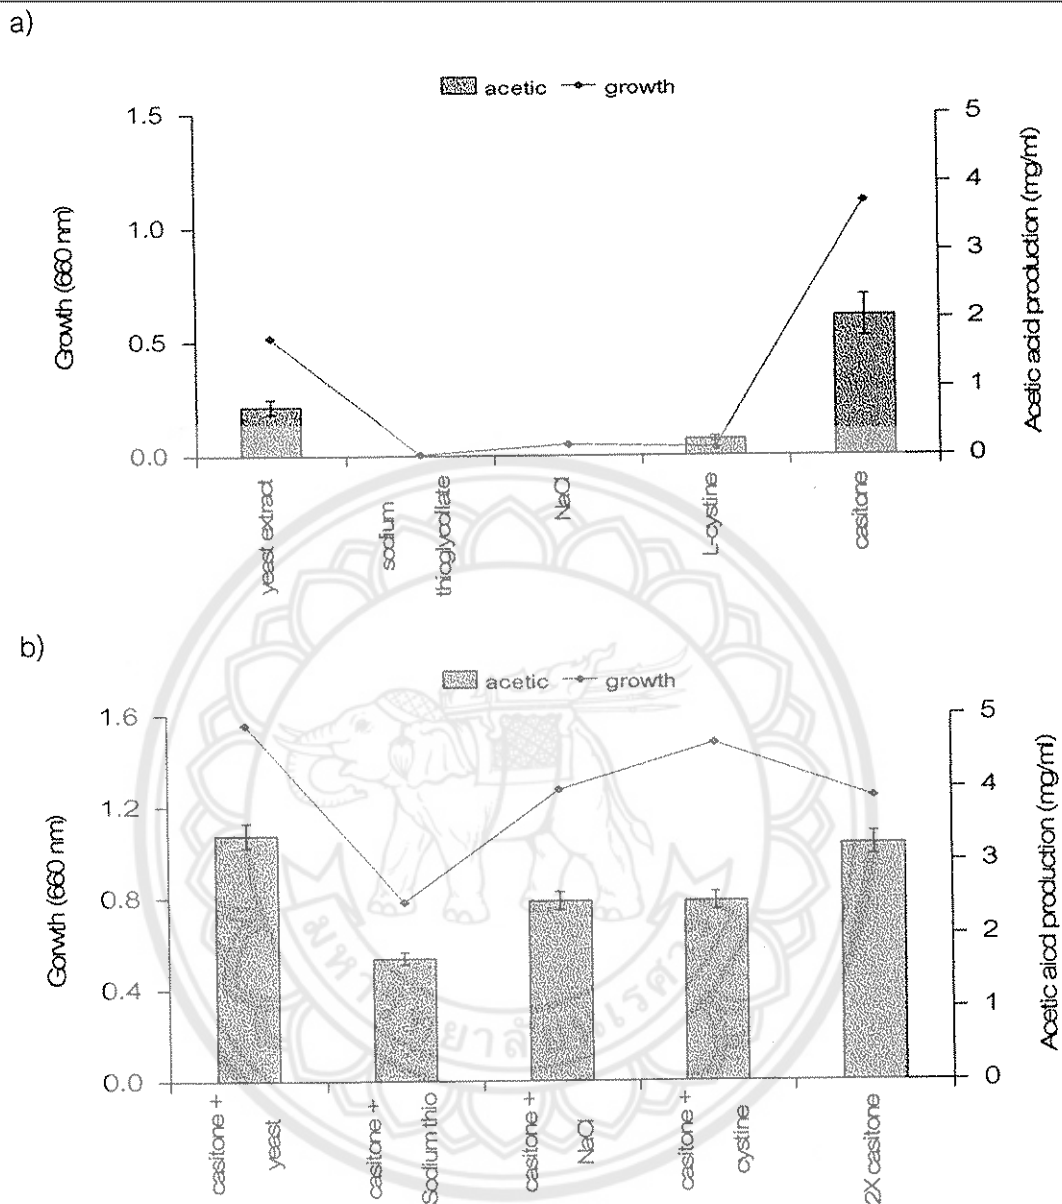 a)
acetic growth
1.5
1.0
0.5
0.0
Growth (660 nm)
5
4
3
2
1
0
Acetic acid production (mg/ml)
yeast extract
sodium
thioglycollate
NaCl
L-cystine
casitone
b)
acetic growth
1.6
1.2
0.8
0.4
0.0
Gorwth (660 nm)
5
4
3
2
1
0
Acetic aicd production (mg/ml)
casitone +
yeast
casitone +
Sodium thio
casitone +
NaCl
casitone +
cystine
2X casitone